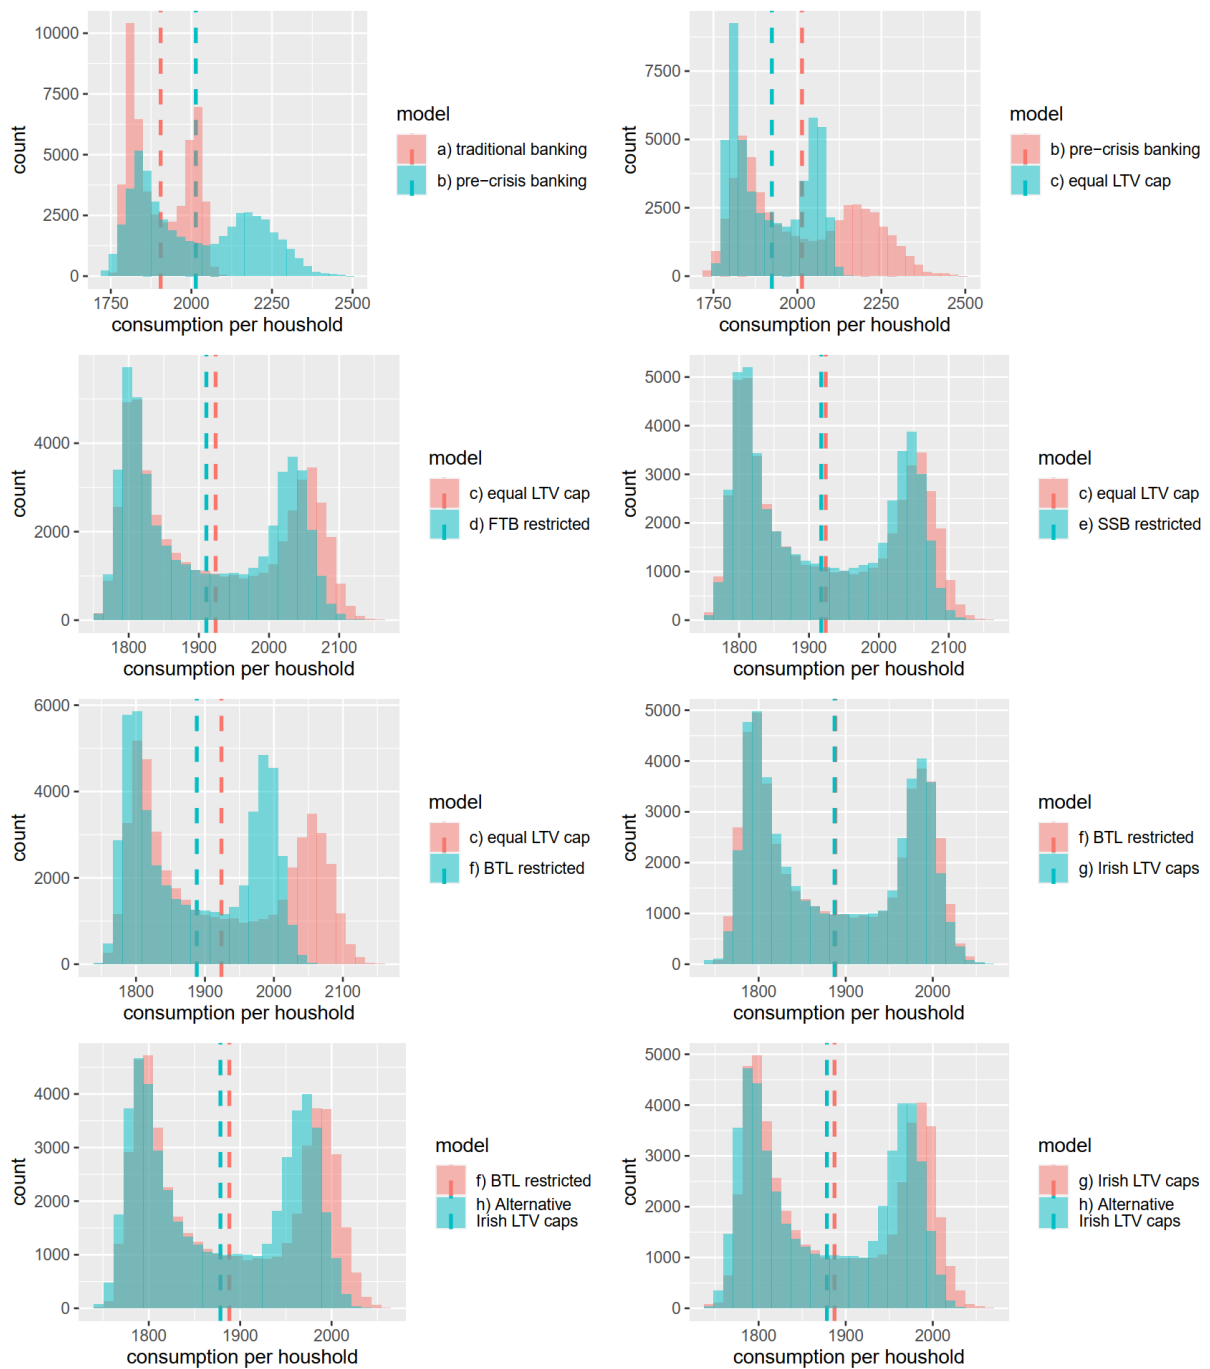 10000
7500
5000
2500
0
count
1750 2000 2250 2500
consumption per houshold
model
a) traditional banking
b) pre−crisis banking
7500
5000
2500
0
count
1750 2000 2250 2500
consumption per houshold
model
b) pre−crisis banking
c) equal LTV cap
4000
2000
0
count
1800 1900 2000 2100
consumption per houshold
model
c) equal LTV cap
d) FTB restricted
5000
4000
3000
2000
1000
0
count
1800 1900 2000 2100
consumption per houshold
model
c) equal LTV cap
e) SSB restricted
6000
4000
2000
0
count
1800 1900 2000 2100
consumption per houshold
model
c) equal LTV cap
f) BTL restricted
5000
4000
3000
2000
1000
0
count
1800 1900 2000
consumption per houshold
model
f) BTL restricted
g) Irish LTV caps
4000
3000
2000
1000
0
count
1800 1900 2000
consumption per houshold
model
f) BTL restricted
h) Alternative
Irish LTV caps
5000
4000
3000
2000
1000
0
count
1800 1900 2000
consumption per houshold
model
g) Irish LTV caps
h) Alternative
Irish LTV caps